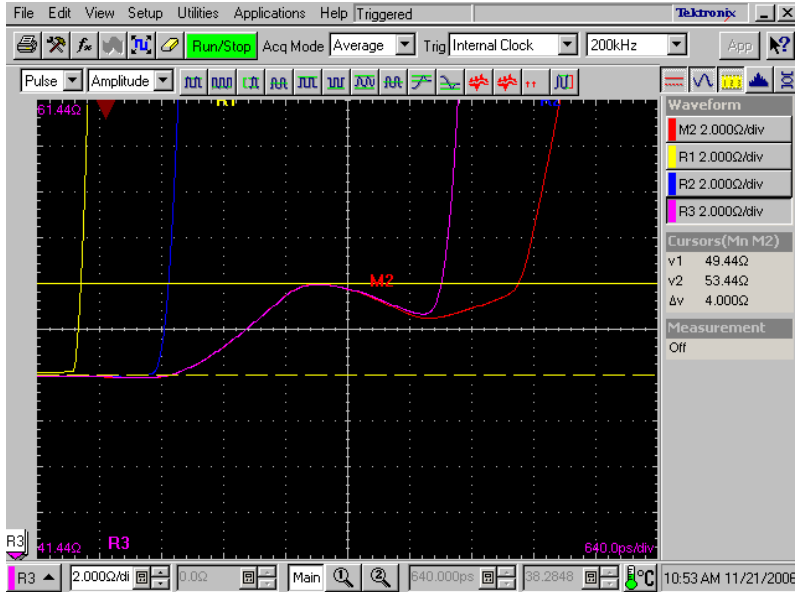 File Edit View Setup Utilities Applications Help Triggered Tektronix
Run/Stop Acq Mode Average Trig Internal Clock 200kHz App
Pulse Amplitude
61.44Ω R1 R2
Waveform
M2 2.000Ω/div
R1 2.000Ω/div
R2 2.000Ω/div
R3 2.000Ω/div
Cursors(Mn M2)
v1 49.44Ω
v2 53.44Ω
Δv 4.000Ω
Measurement
Off
M2
R3 41.44Ω R3 640.0ps/div
R3 2.000Ω/di 0.0Ω Main 1 2 640.000ps 38.2848 °C 10:53 AM 11/21/2006